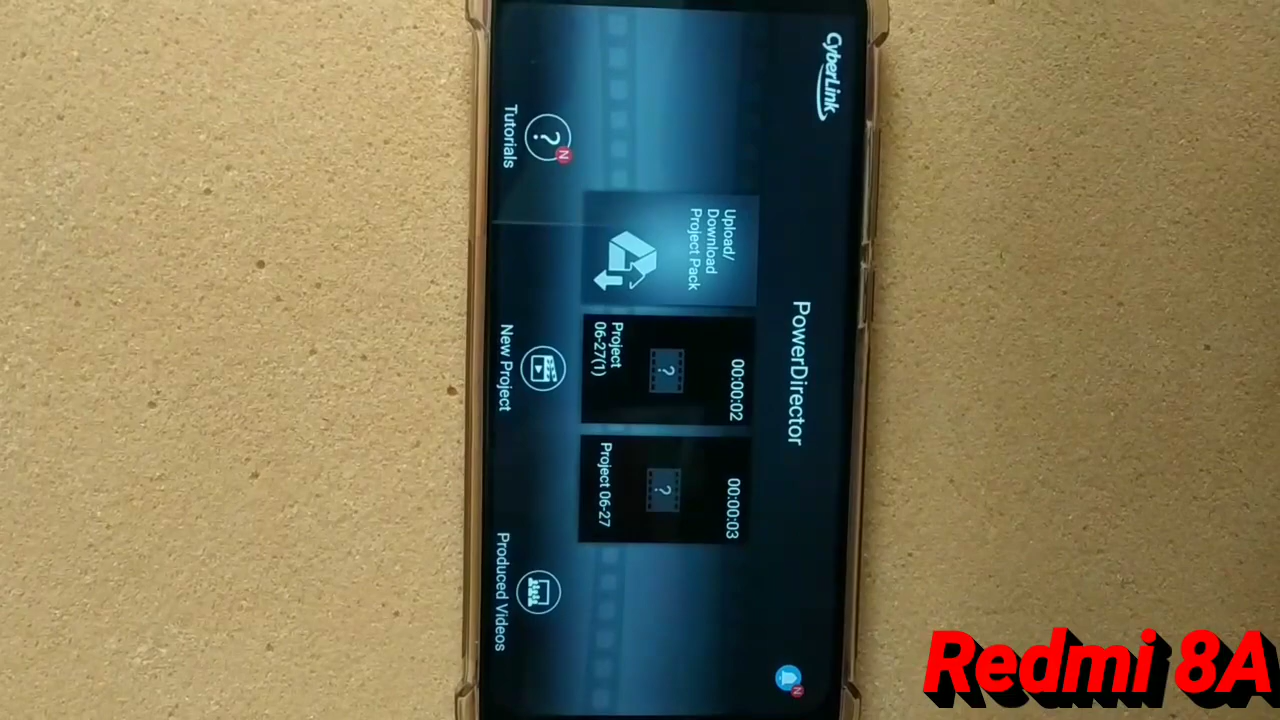 CyberLink
PowerDirector
Upload/
Download
Project Pack
00:00:02
Project
06-27(1)
00:00:03
Project 06-27
N
Tutorials
New Project
Produced Videos
N
Redmi 8A